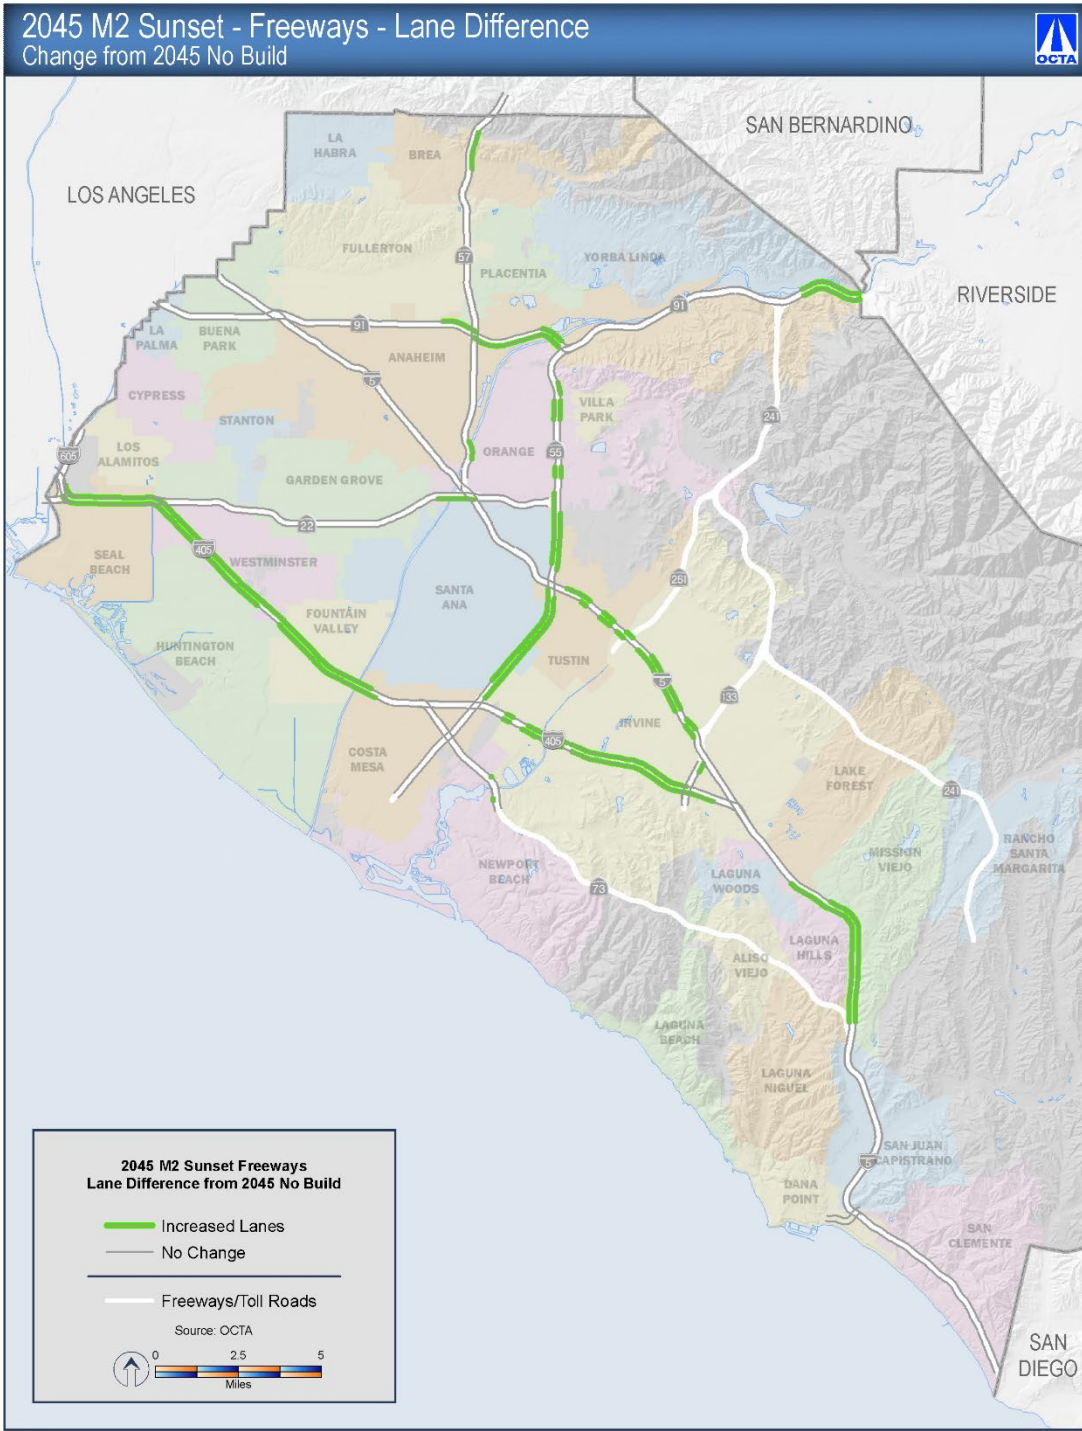 2045 M2 Sunset - Freeways - Lane Difference
Change from 2045 No Build
OCTA
SAN BERNARDINO
LOS ANGELES
LA
HABRA
BREA
FULLERTON
57
PLACENTIA
YORBA LINDA
RIVERSIDE
91
91
LA
PALMA
BUENA
PARK
ANAHEIM
5
CYPRESS
STANTON
VILLA
PARK
241
LOS
ALAMITOS
605
ORANGE
55
GARDEN GROVE
22
SEAL
BEACH
405
WESTMINSTER
SANTA
ANA
261
FOUNTAIN
VALLEY
HUNTINGTON
BEACH
TUSTIN
5
133
IRVINE
405
COSTA
MESA
LAKE
FOREST
241
RANCHO
SANTA
MARGARITA
MISSION
VIEJO
NEWPORT
BEACH
73
LAGUNA
WOODS
LAGUNA
HILLS
ALISO
VIEJO
LAGUNA
BEACH
LAGUNA
NIGUEL
SAN JUAN
CAPISTRANO
5
DANA
POINT
SAN
CLEMENTE
SAN
DIEGO
2045 M2 Sunset Freeways
Lane Difference from 2045 No Build
Increased Lanes
No Change
Freeways/Toll Roads
Source: OCTA
0 2.5 5
Miles